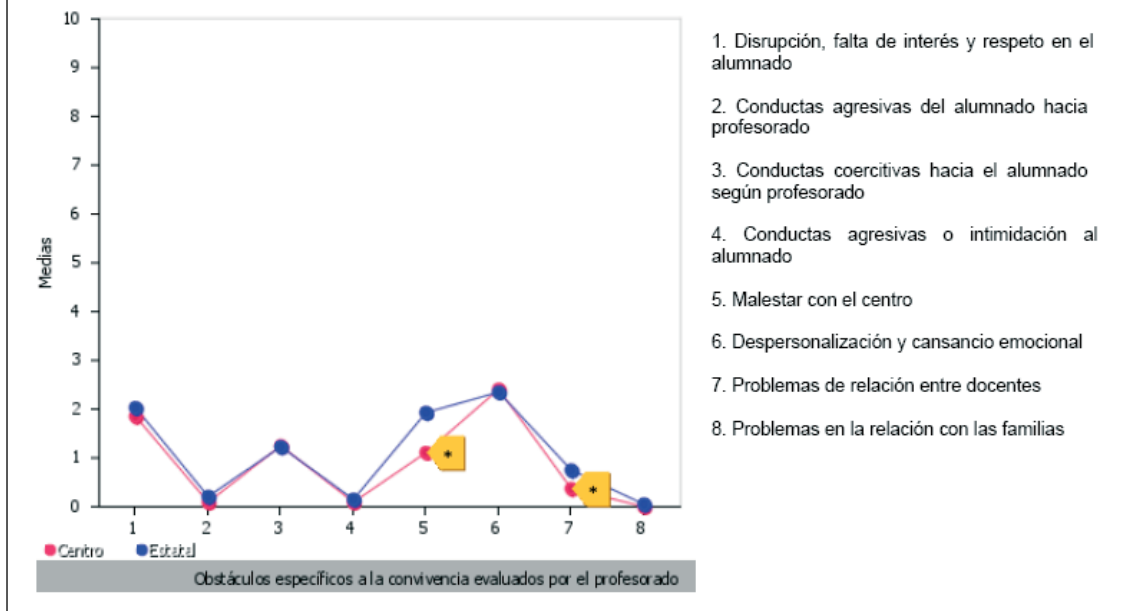 10
9
8
7
6
5
4
3
2
1
0
Medias
*
*
1 2 3 4 5 6 7 8
Centro Estatal
Obstáculos específicos a la convivencia evaluados por el profesorado
1. Disrupción, falta de interés y respeto en el
alumnado
2. Conductas agresivas del alumnado hacia
profesorado
3. Conductas coercitivas hacia el alumnado
según profesorado
4. Conductas agresivas o intimidación al
alumnado
5. Malestar con el centro
6. Despersonalización y cansancio emocional
7. Problemas de relación entre docentes
8. Problemas en la relación con las familias